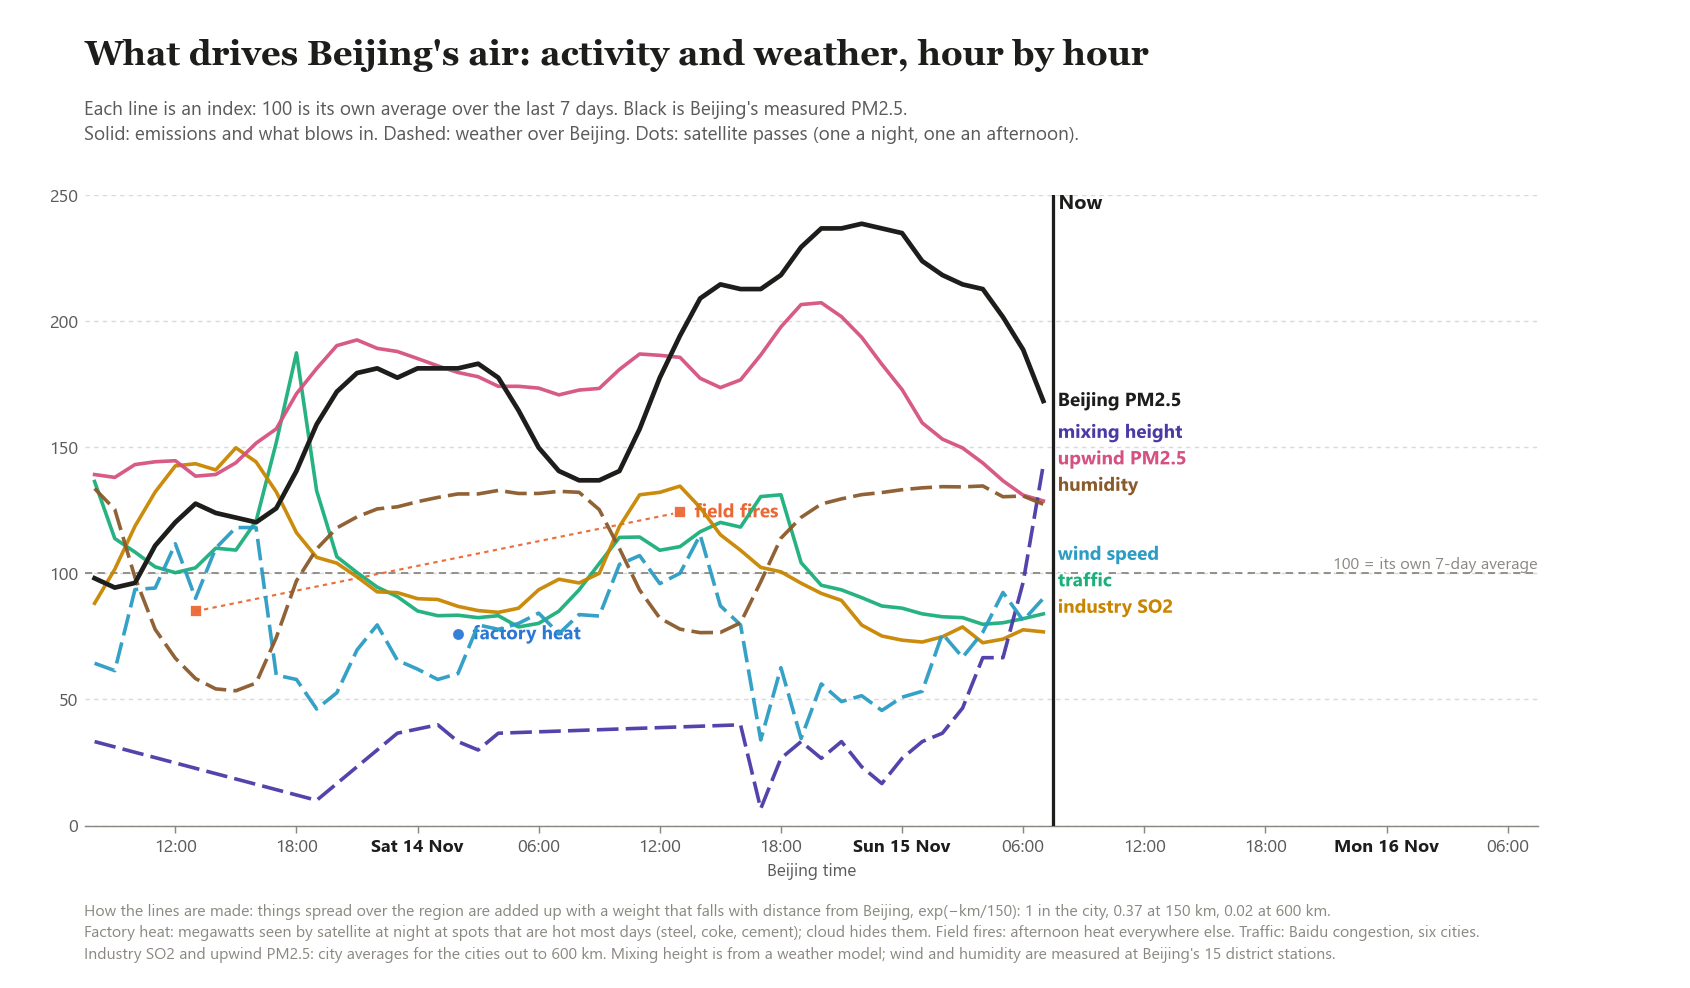 What drives Beijing's air: activity and weather, hour by hour
Each line is an index: 100 is its own average over the last 7 days. Black is Beijing's measured PM2.5.
Solid: emissions and what blows in. Dashed: weather over Beijing. Dots: satellite passes (one a night, one an afternoon).
250
Now
200
Beijing PM2.5
mixing height
150
upwind PM2.5
humidity
field fires
wind speed
100 = its own 7-day average
100
traffic
industry SO2
factory heat
50
0
12:00 18:00 Sat 14 Nov 06:00 12:00 18:00 Sun 15 Nov 06:00 12:00 18:00 Mon 16 Nov 06:00
Beijing time
How the lines are made: things spread over the region are added up with a weight that falls with distance from Beijing, exp(−km/150): 1 in the city, 0.37 at 150 km, 0.02 at 600 km.
Factory heat: megawatts seen by satellite at night at spots that are hot most days (steel, coke, cement); cloud hides them. Field fires: afternoon heat everywhere else. Traffic: Baidu congestion, six cities.
Industry SO2 and upwind PM2.5: city averages for the cities out to 600 km. Mixing height is from a weather model; wind and humidity are measured at Beijing's 15 district stations.